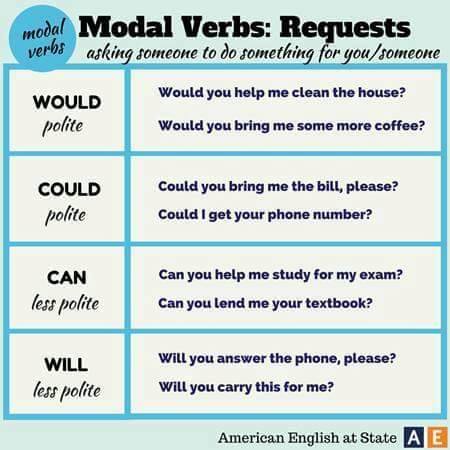 modal
verbs
Modal Verbs: Requests
asking someone to do something for you/someone
WOULD
polite
Would you help me clean the house?
Would you bring me some more coffee?
COULD
polite
Could you bring me the bill, please?
Could I get your phone number?
CAN
less polite
Can you help me study for my exam?
Can you lend me your textbook?
WILL
less polite
Will you answer the phone, please?
Will you carry this for me?
American English at State A E